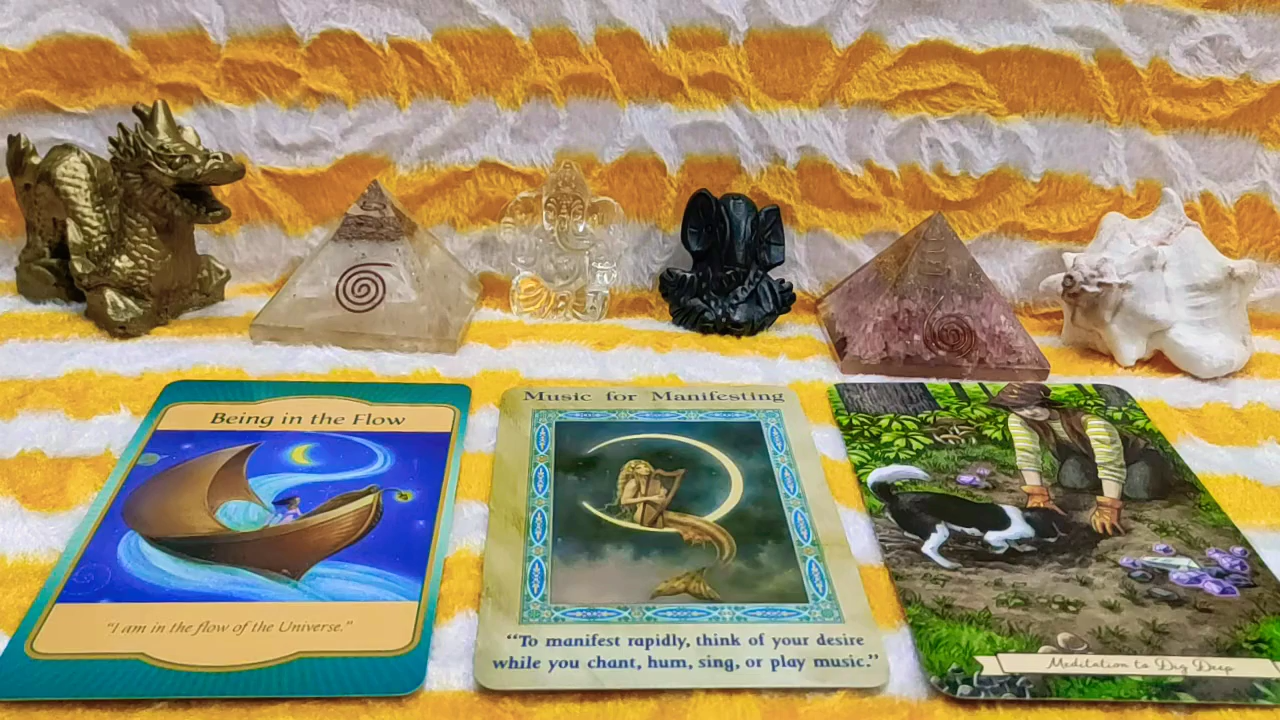 Being in the Flow
"I am in the flow of the Universe."
Music for Manifesting
“To manifest rapidly, think of your desire
while you chant, hum, sing, or play music.”
Meditation to Dig Deep